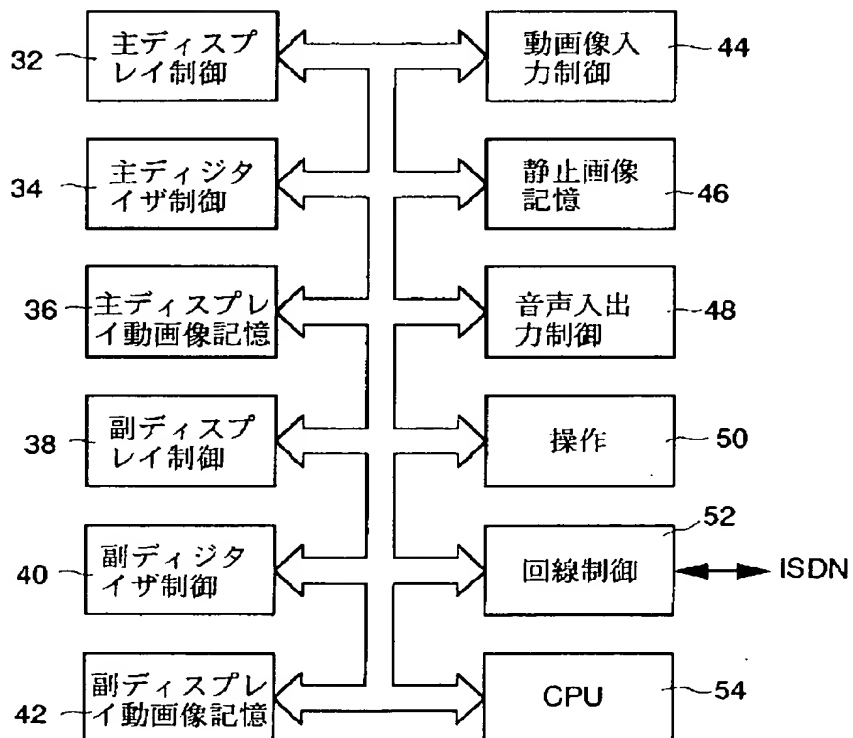 32
主ディスプ
レイ制御
動画像入
力制御
44
34
主ディジタ
イザ制御
静止画像
記憶
46
36
主ディスプレ
イ動画像記憶
音声入出
力制御
48
38
副ディスプ
レイ制御
操作
50
40
副ディジタ
イザ制御
52
回線制御
ISDN
42
副ディスプレ
イ動画像記憶
CPU
54